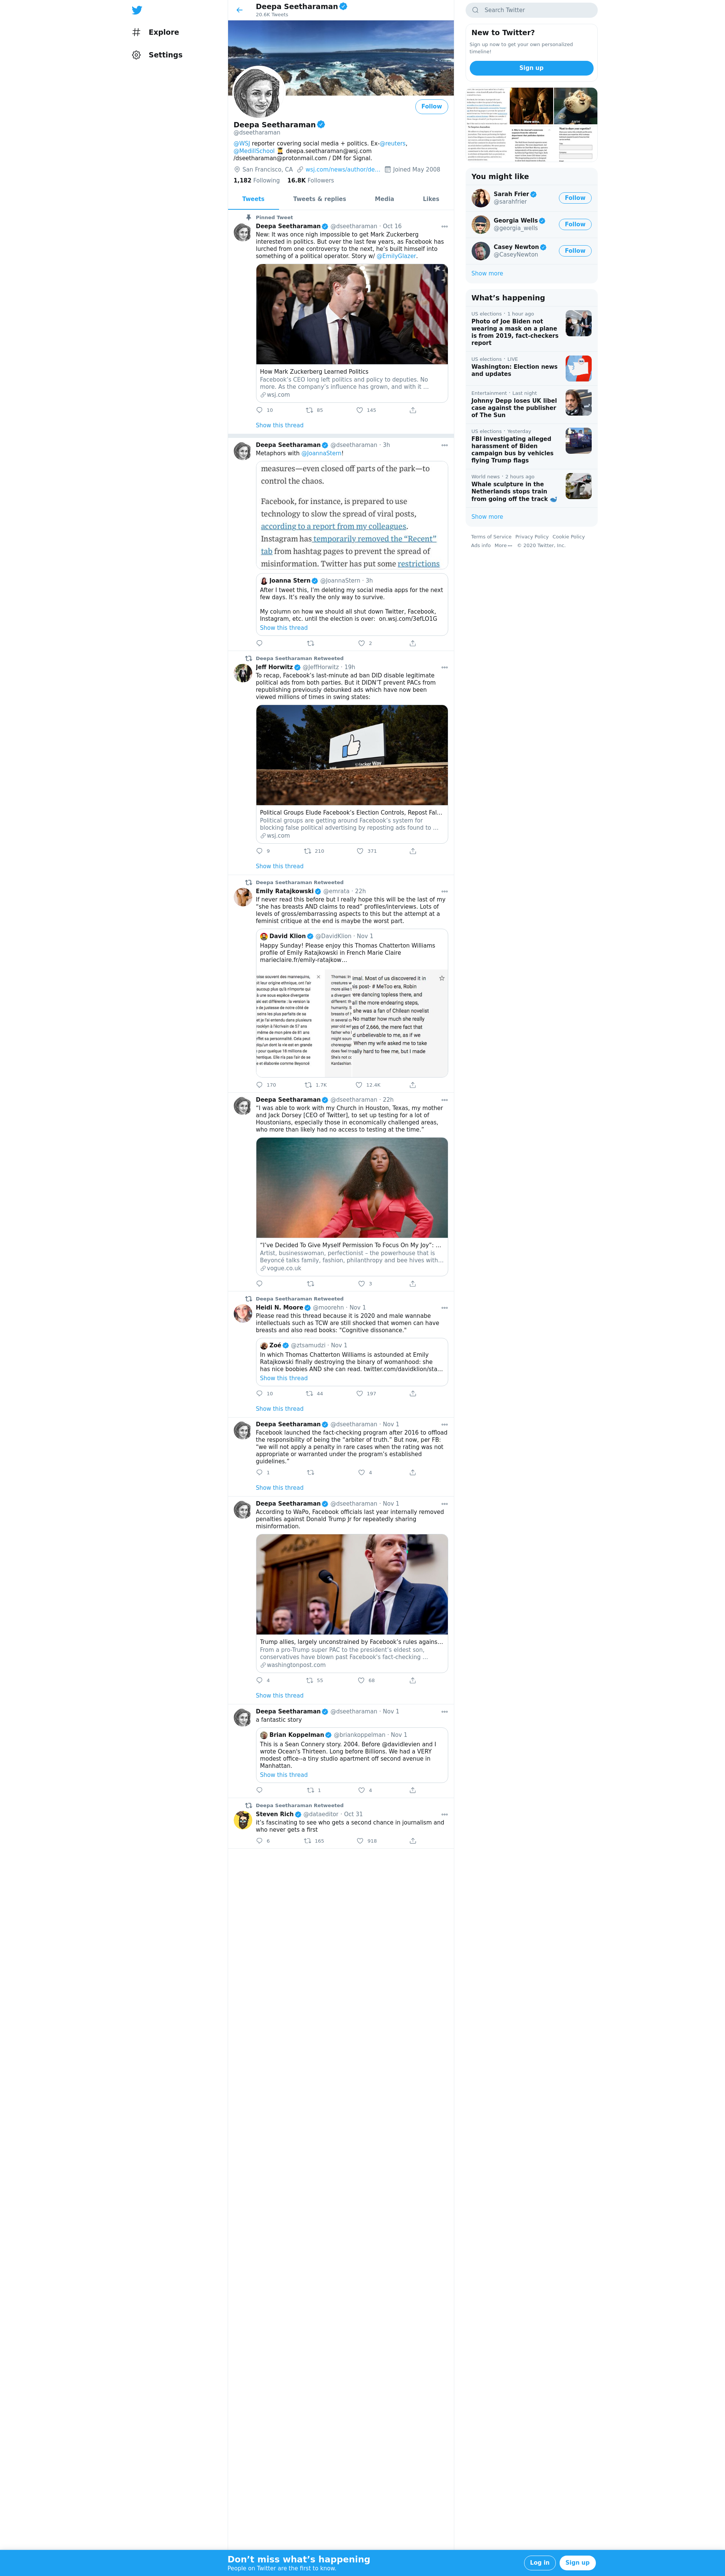 Deepa Seetharaman
20.6K Tweets
Explore
Settings
Follow
Deepa Seetharaman
@dseetharaman
@WSJ reporter covering social media + politics. Ex-@reuters,
@MedillSchool ⏳ deepa.seetharaman@wsj.com
/dseetharaman@protonmail.com / DM for Signal.
San Francisco, CA wsj.com/news/author/de... Joined May 2008
1,182 Following 16.8K Followers
Tweets Tweets & replies Media Likes
Pinned Tweet
Deepa Seetharaman @dseetharaman · Oct 16
New: It was once nigh impossible to get Mark Zuckerberg
interested in politics. But over the last few years, as Facebook has
lurched from one controversy to the next, he's built himself into
something of a political operator. Story w/ @EmilyGlazer.
How Mark Zuckerberg Learned Politics
Facebook's CEO long left politics and policy to deputies. No
more. As the company's influence has grown, and with it ...
wsj.com
10 85 145
Show this thread
Deepa Seetharaman @dseetharaman · 3h
Metaphors with @JoannaStern!
measures—even closed off parts of the park—to
control the chaos.
Facebook, for instance, is prepared to use
technology to slow the spread of viral posts,
according to a report from my colleagues.
Instagram has temporarily removed the "Recent"
tab from hashtag pages to prevent the spread of
misinformation. Twitter has put some restrictions
Joanna Stern @JoannaStern · 3h
After I tweet this, I'm deleting my social media apps for the next
few days. It's really the only way to survive.
My column on how we should all shut down Twitter, Facebook,
Instagram, etc. until the election is over: on.wsj.com/3efLO1G
Show this thread
2
Deepa Seetharaman Retweeted
Jeff Horwitz @JeffHorwitz · 19h
To recap, Facebook's last-minute ad ban DID disable legitimate
political ads from both parties. But it DIDN'T prevent PACs from
republishing previously debunked ads which have now been
viewed millions of times in swing states:
Political Groups Elude Facebook's Election Controls, Repost Fal...
Political groups are getting around Facebook's system for
blocking false political advertising by reposting ads found to ...
wsj.com
9 210 371
Show this thread
Deepa Seetharaman Retweeted
Emily Ratajkowski @emrata · 22h
If never read this before but I really hope this will be the last of my
"she has breasts AND claims to read" profiles/interviews. Lots of
levels of gross/embarrassing aspects to this but the attempt at a
feminist critique at the end is maybe the worst part.
David Klion @DavidKlion · Nov 1
Happy Sunday! Please enjoy this Thomas Chatterton Williams
profile of Emily Ratajkowski in French Marie Claire
marieclaire.fr/emily-ratajkow...
170 1.7K 12.4K
Deepa Seetharaman @dseetharaman · 22h
"I was able to work with my Church in Houston, Texas, my mother
and Jack Dorsey [CEO of Twitter], to set up testing for a lot of
Houstonians, especially those in economically challenged areas,
who more than likely had no access to testing at the time."
"I've Decided To Give Myself Permission To Focus On My Joy": ...
Artist, businesswoman, perfectionist – the powerhouse that is
Beyoncé talks family, fashion, philanthropy and bee hives with...
vogue.co.uk
3
Deepa Seetharaman Retweeted
Heidi N. Moore @moorehn · Nov 1
Please read this thread because it is 2020 and male wannabe
intellectuals such as TCW are still shocked that women can have
breasts and also read books: "Cognitive dissonance."
Zoé @ztsamudzi · Nov 1
In which Thomas Chatterton Williams is astounded at Emily
Ratajkowski finally destroying the binary of womanhood: she
has nice boobies AND she can read. twitter.com/davidklion/sta...
Show this thread
10 44 197
Show this thread
Deepa Seetharaman @dseetharaman · Nov 1
Facebook launched the fact-checking program after 2016 to offload
the responsibility of being the "arbiter of truth." But now, per FB:
"we will not apply a penalty in rare cases when the rating was not
appropriate or warranted under the program's established
guidelines."
1 4
Show this thread
Deepa Seetharaman @dseetharaman · Nov 1
According to WaPo, Facebook officials last year internally removed
penalties against Donald Trump Jr for repeatedly sharing
misinformation.
Trump allies, largely unconstrained by Facebook's rules agains...
From a pro-Trump super PAC to the president's eldest son,
conservatives have blown past Facebook's fact-checking ...
washingtonpost.com
4 55 68
Show this thread
Deepa Seetharaman @dseetharaman · Nov 1
a fantastic story
Brian Koppelman @briankoppelman · Nov 1
This is a Sean Connery story. 2004. Before @davidlevien and I
wrote Ocean's Thirteen. Long before Billions. We had a VERY
modest office--a tiny studio apartment off second avenue in
Manhattan.
Show this thread
1 4
Deepa Seetharaman Retweeted
Steven Rich @dataeditor · Oct 31
it's fascinating to see who gets a second chance in journalism and
who never gets a first
6 165 918
Search Twitter
New to Twitter?
Sign up now to get your own personalized
timeline!
Sign up
You might like
Sarah Frier
@sarahfrier
Follow
Georgia Wells
@georgia_wells
Follow
Casey Newton
@CaseyNewton
Follow
Show more
What's happening
US elections · 1 hour ago
Photo of Joe Biden not
wearing a mask on a plane
is from 2019, fact-checkers
report
US elections · LIVE
Washington: Election news
and updates
Entertainment · Last night
Johnny Depp loses UK libel
case against the publisher
of The Sun
US elections · Yesterday
FBI investigating alleged
harassment of Biden
campaign bus by vehicles
flying Trump flags
World news · 2 hours ago
Whale sculpture in the
Netherlands stops train
from going off the track 🐋
Show more
Terms of Service Privacy Policy Cookie Policy
Ads info More ••• © 2020 Twitter, Inc.
Don't miss what's happening
People on Twitter are the first to know.
Log in Sign up